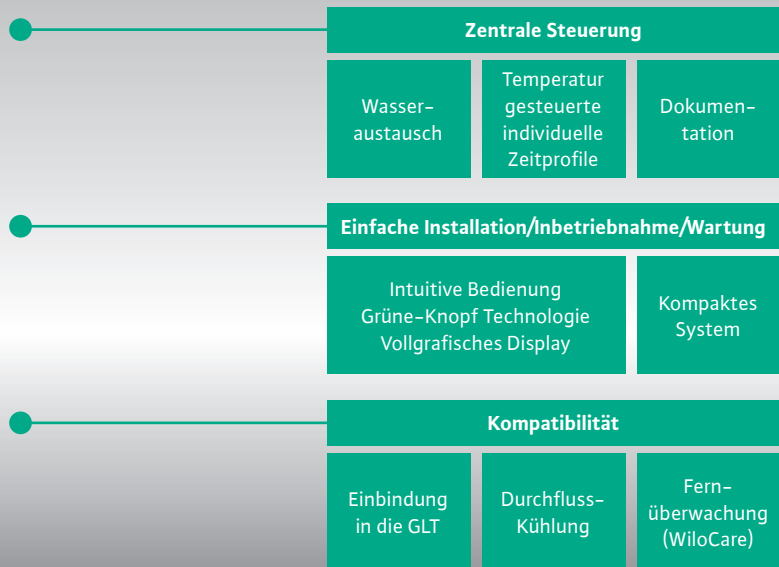 Zentrale Steuerung
Wasser-
austausch
Temperatur
gesteuerte
individuelle
Zeitprofile
Dokumen-
tation
Einfache Installation/Inbetriebnahme/Wartung
Intuitive Bedienung
Grüne-Knopf Technologie
Vollgrafisches Display
Kompaktes
System
Kompatibilität
Einbindung
in die GLT
Durchfluss-
Kühlung
Fern-
überwachung
(WiloCare)